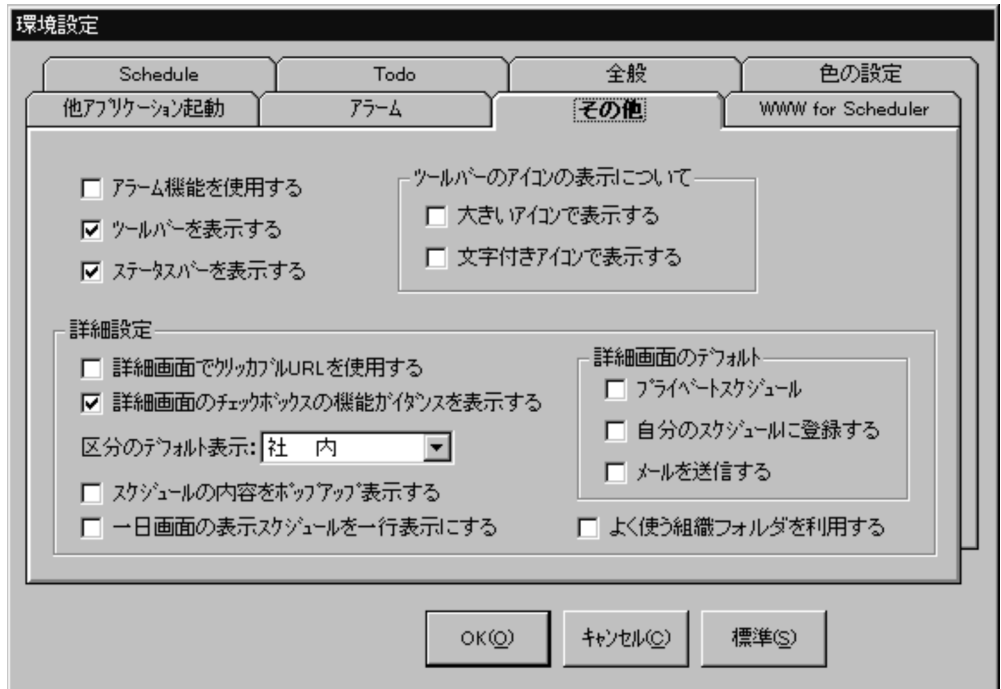 環境設定
Schedule Todo 全般 色の設定
他ｱﾌﾟﾘｹｰｼｮﾝ起動 ｱﾗｰﾑ その他 WWW for Scheduler
ｱﾗｰﾑ機能を使用する
ﾂｰﾙﾊﾞｰを表示する
ｽﾃｰﾀｽﾊﾞｰを表示する
ﾂｰﾙﾊﾞｰのｱｲｺﾝの表示について
大きいｱｲｺﾝで表示する
文字付きｱｲｺﾝで表示する
詳細設定
詳細画面でｸﾘｯｶﾌﾞﾙURLを使用する
詳細画面のﾁｪｯｸﾎﾞｯｸｽの機能ｶﾞｲﾀﾞﾝｽを表示する
区分のﾃﾞﾌｫﾙﾄ表示: 社　内
ｽｹｼﾞｭｰﾙの内容をﾎﾟｯﾌﾟｱｯﾌﾟ表示する
一日画面の表示ｽｹｼﾞｭｰﾙを一行表示にする
詳細画面のﾃﾞﾌｫﾙﾄ
ﾌﾟﾗｲﾍﾞｰﾄｽｹｼﾞｭｰﾙ
自分のｽｹｼﾞｭｰﾙに登録する
ﾒｰﾙを送信する
よく使う組織フォルダを利用する
OK(O) ｷｬﾝｾﾙ(C) 標準(S)